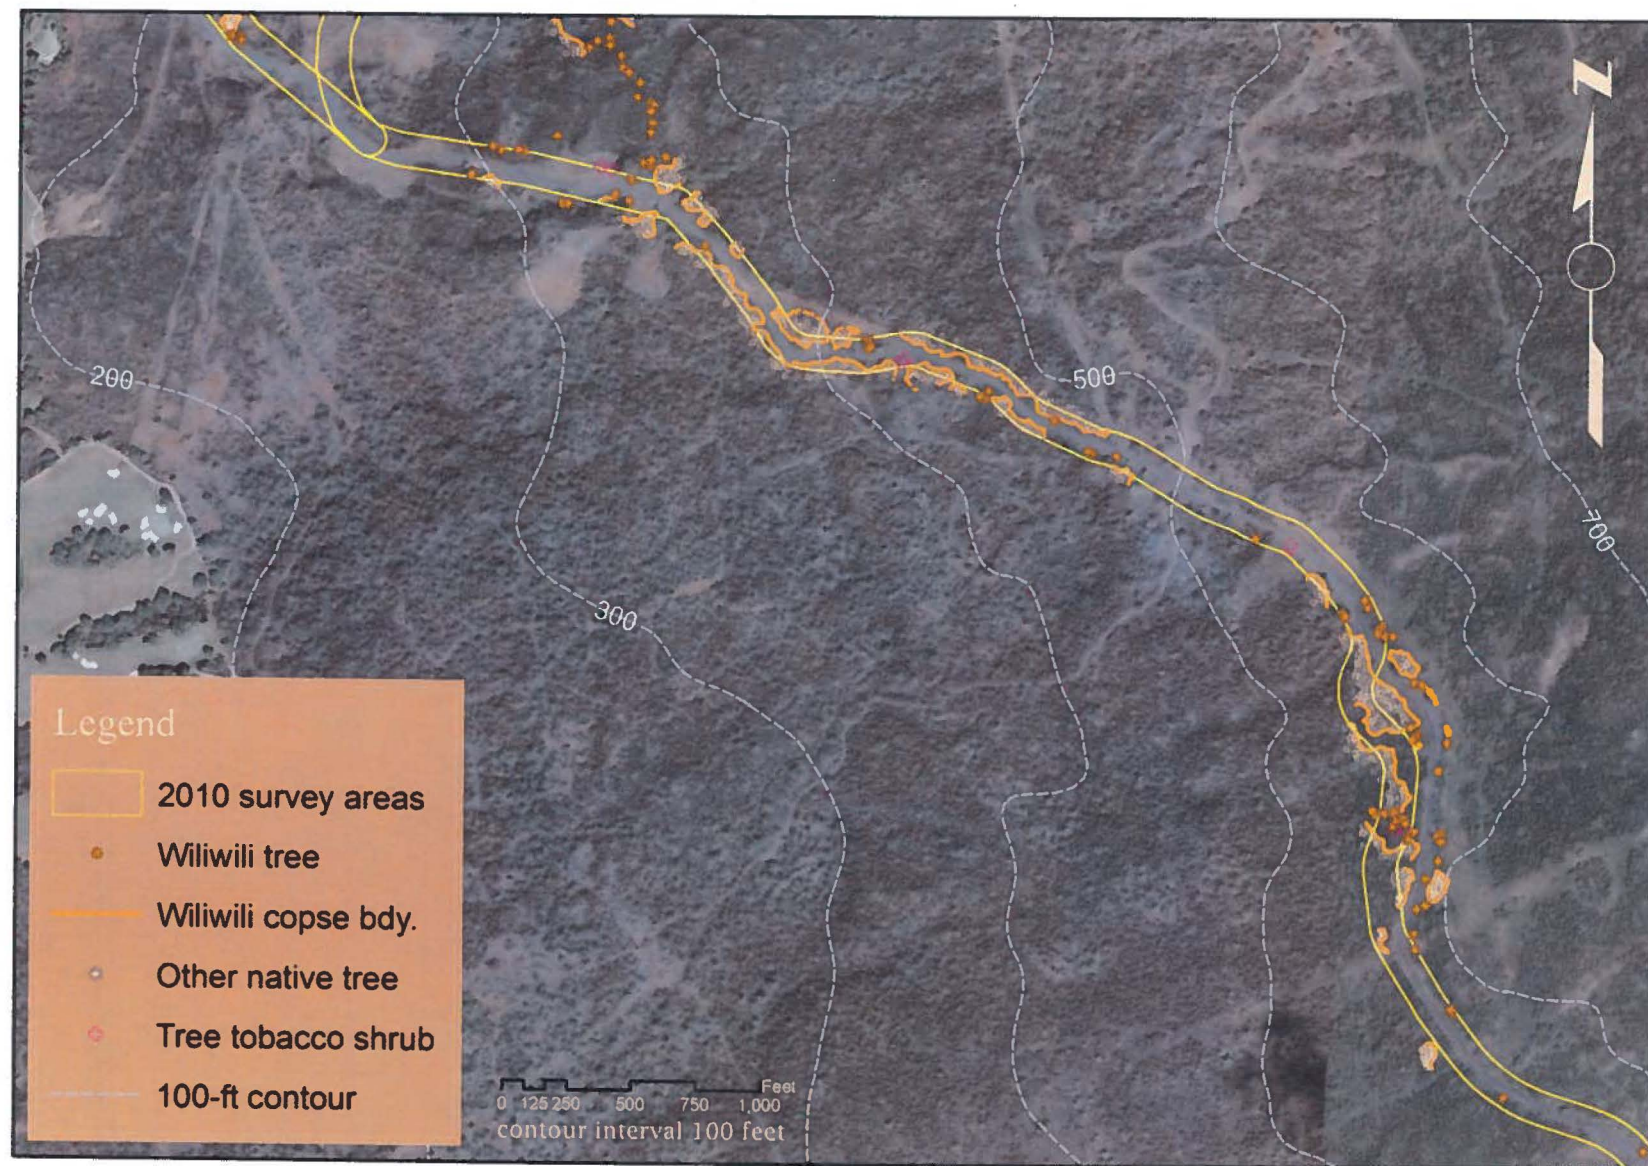 N
200
500
700
300
Legend
2010 survey areas
Wiliwili tree
Wiliwili copse bdy.
Other native tree
Tree tobacco shrub
100-ft contour
Feet
0 125 250 500 750 1,000
contour interval 100 feet